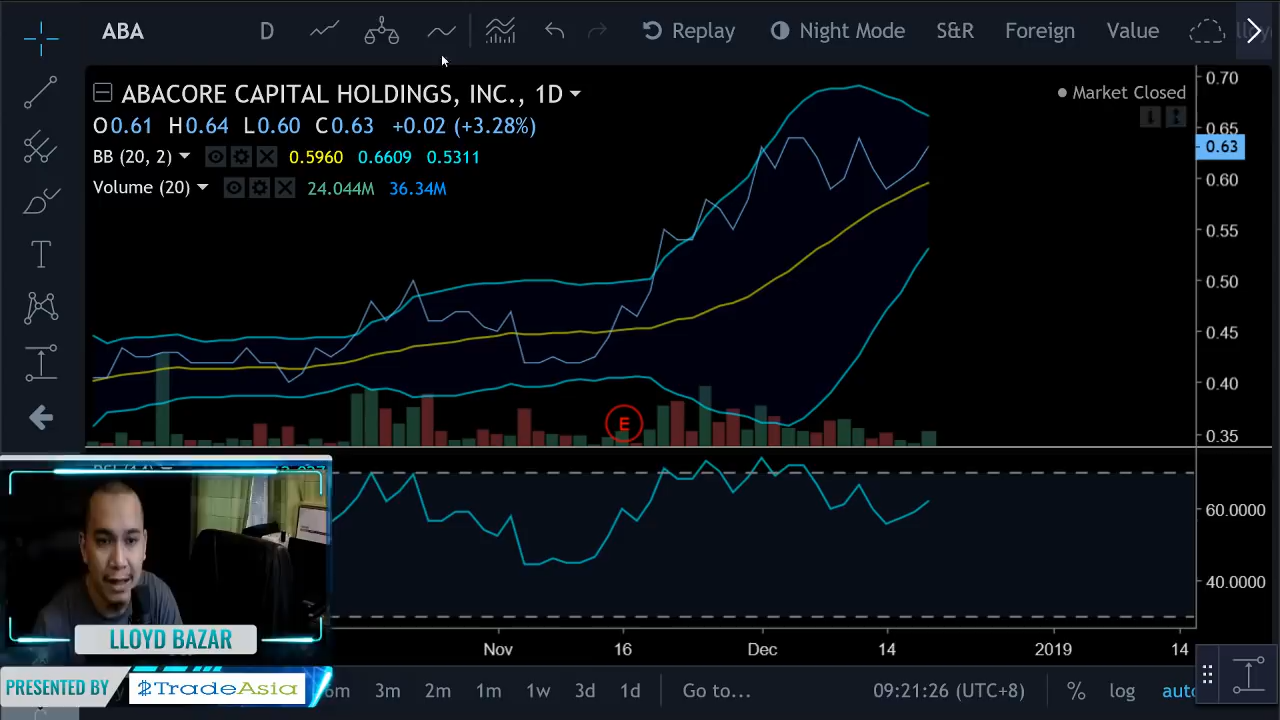 ABA D Replay Night Mode S&R Foreign Value
ABACORE CAPITAL HOLDINGS, INC., 1D
Market Closed
O0.61 H0.64 L0.60 C0.63 +0.02 (+3.28%)
BB (20, 2) 0.5960 0.6609 0.5311
Volume (20) 24.044M 36.34M
0.70
0.65
0.63
0.60
0.55
0.50
0.45
0.40
0.35
E
T
60.0000
40.0000
LLOYD BAZAR
PRESENTED BY TradeAsia
Nov 16 Dec 14 2019 14
3m 2m 1m 1w 3d 1d Go to... 09:21:26 (UTC+8) % log